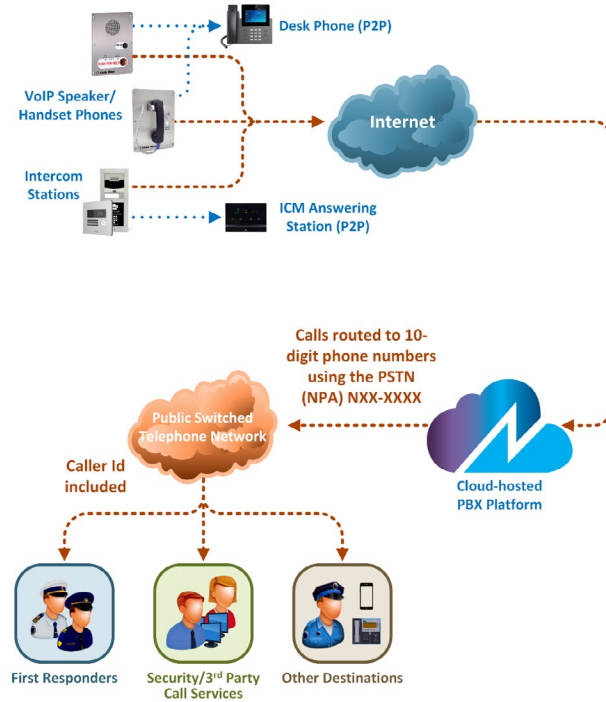 Desk Phone (P2P)
VoIP Speaker/
Handset Phones
Internet
Intercom
Stations
ICM Answering
Station (P2P)
Calls routed to 10-
digit phone numbers
using the PSTN
(NPA) NXX-XXXX
Public Switched
Telephone Network
Caller Id
included
Cloud-hosted
PBX Platform
First Responders
Security/3rd Party
Call Services
Other Destinations